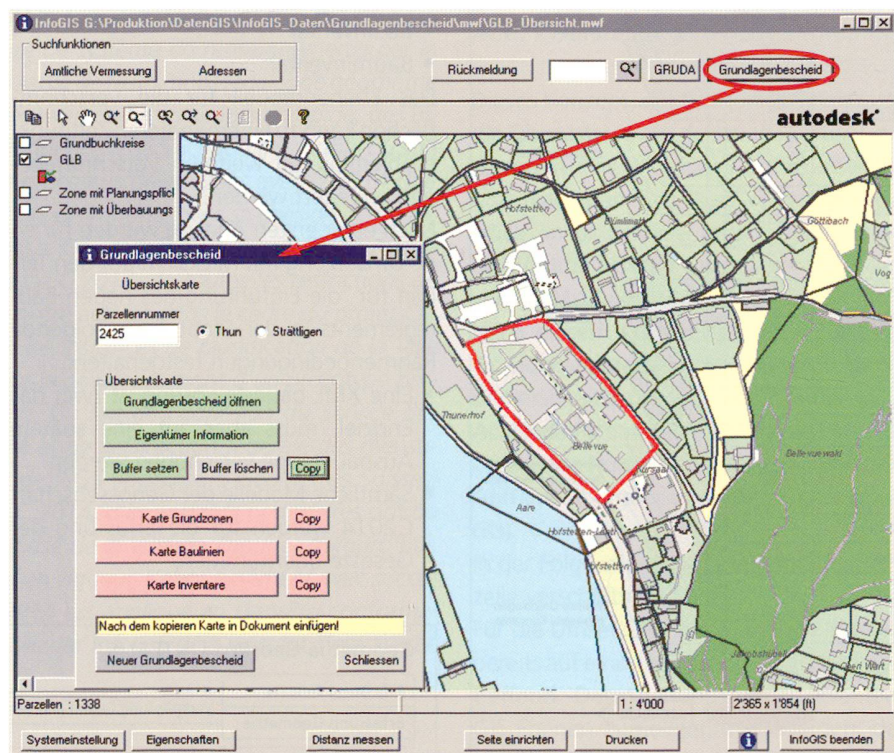 InfoGIS G:\Produktion\DatenGIS\InfoGIS_Daten\Grundlagenbescheid\mwf\GLB_Übersicht.mwf
Suchfunktionen
Amtliche Vermessung Adressen Rückmeldung GRUDA Grundlagenbescheid
autodesk
Grundbuchkreise
GLB
Zone mit Planungspflicl
Zone mit Überbauungs
Hofstetten
Göttibach
Vog
Grundlagenbescheid
Übersichtskarte
Parzellennummer
2425 Thun Strättligen
Übersichtskarte
Grundlagenbescheid öffnen
Eigentümer Information
Buffer setzen Buffer löschen Copy
Karte Grundzonen Copy
Karte Baulinien Copy
Karte Inventare Copy
Nach dem kopieren Karte in Dokument einfügen!
Neuer Grundlagenbescheid Schliessen
Thunerhof
Bellevue
Kursaal
Bellevuewald
Aare
Hofstetten
Jakobshübeli
Parzellen : 1338 1 : 4'000 2'365 x 1'854 (ft)
Systemeinstellung Eigenschaften Distanz messen Seite einrichten Drucken InfoGIS beenden